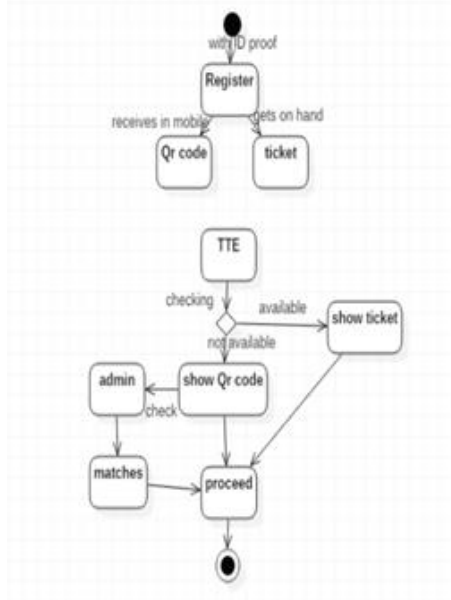 with ID proof
Register
receives in mobile
gets on hand
Qr code
ticket
TTE
checking
available
not available
show ticket
admin
show Qr code
check
matches
proceed